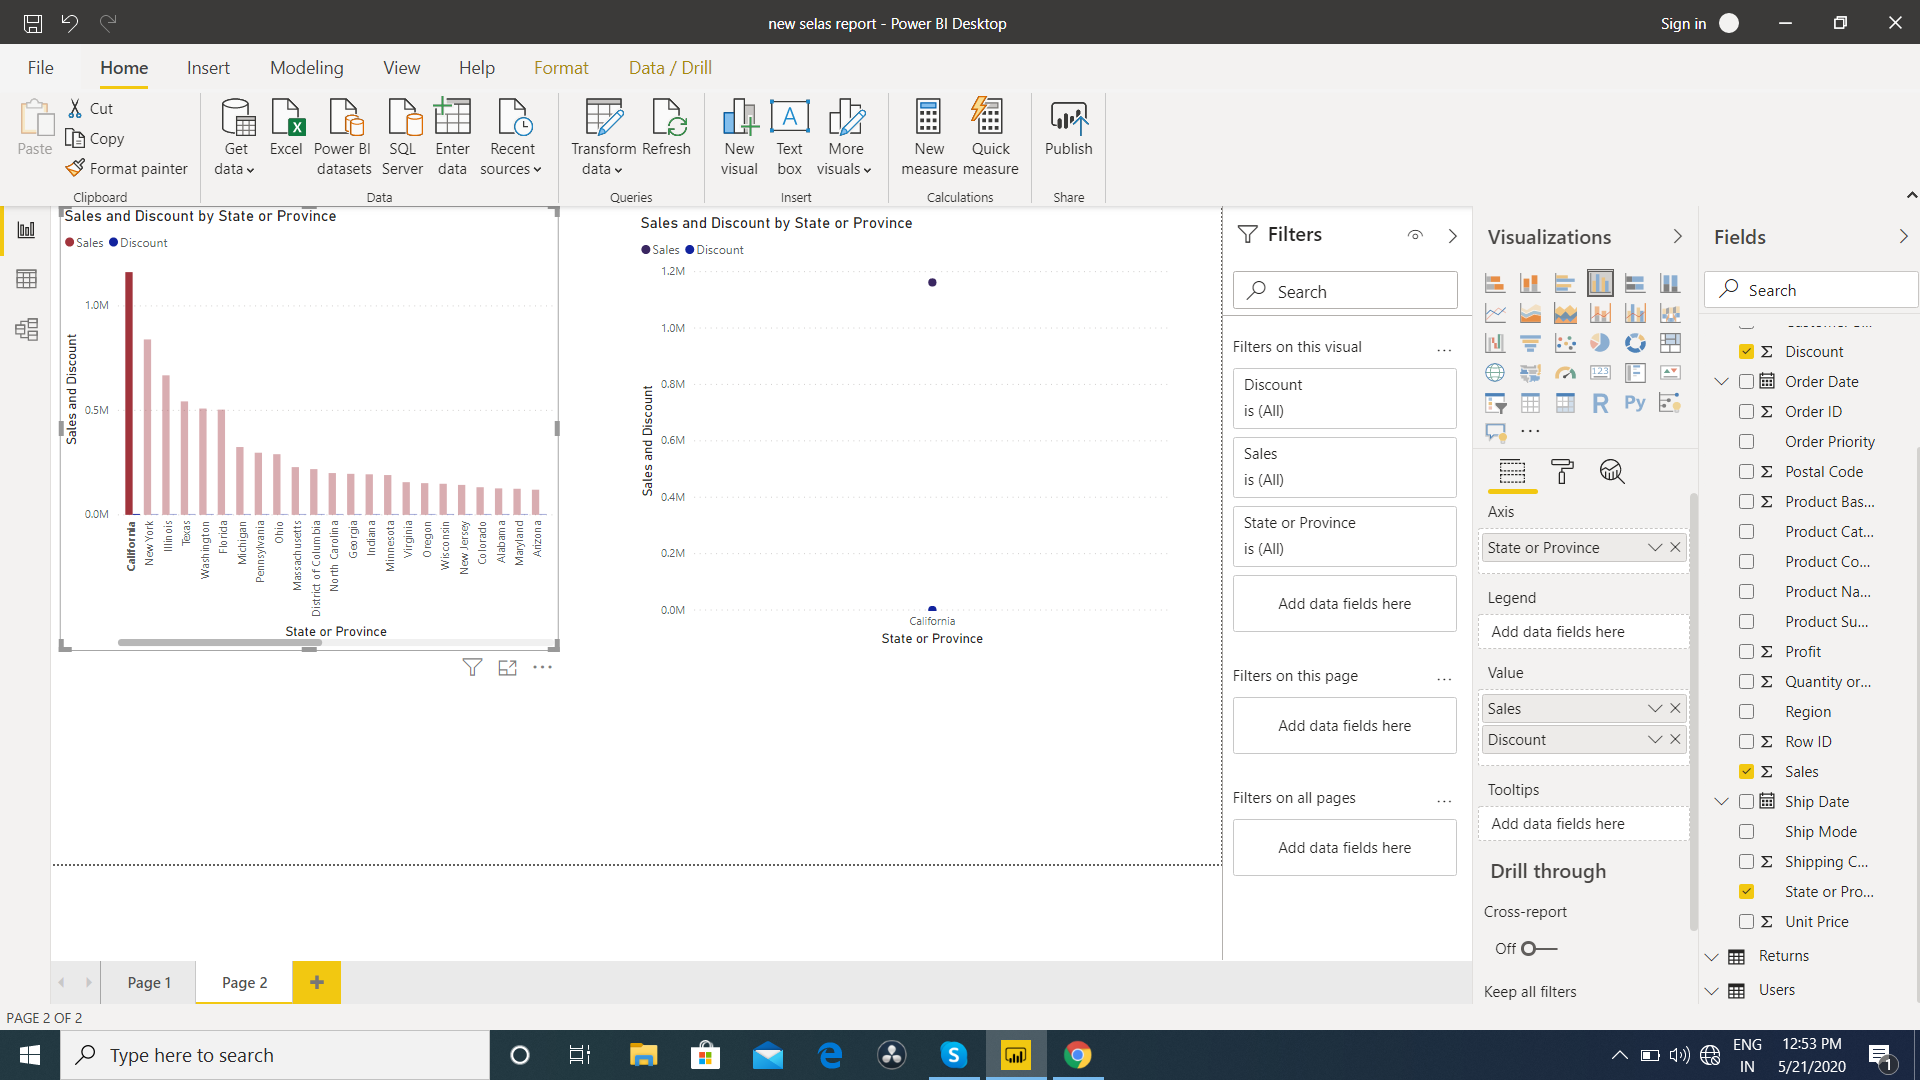 new selas report - Power BI Desktop
Sign in
File
Home
Insert
Modeling
View
Help
Format
Data / Drill
Paste
Cut
Copy
Format painter
Clipboard
Get data
Excel
Power BI datasets
SQL Server
Enter data
Recent sources
Data
Transform data
Refresh
Queries
New visual
Text box
More visuals
Insert
New measure
Quick measure
Calculations
Publish
Share
Sales and Discount by State or Province
Sales Discount
1.0M
0.5M
0.0M
Sales and Discount
California
New York
Illinois
Texas
Washington
Florida
Michigan
Pennsylvania
Ohio
Massachusetts
District of Columbia
North Carolina
Georgia
Indiana
Minnesota
Virginia
Oregon
Wisconsin
New Jersey
Colorado
Alabama
Maryland
Arizona
State or Province
Sales and Discount by State or Province
Sales Discount
1.2M
1.0M
0.8M
0.6M
0.4M
0.2M
0.0M
Sales and Discount
California
State or Province
Filters
Search
Filters on this visual
Discount
is (All)
Sales
is (All)
State or Province
is (All)
Add data fields here
Filters on this page
Add data fields here
Filters on all pages
Add data fields here
Visualizations
123
R
Py
Axis
State or Province
Legend
Add data fields here
Value
Sales
Discount
Tooltips
Add data fields here
Drill through
Cross-report
Off
Keep all filters
Fields
Search
Discount
Order Date
Order ID
Order Priority
Postal Code
Product Bas...
Product Cat...
Product Co...
Product Na...
Product Su...
Profit
Quantity or...
Region
Row ID
Sales
Ship Date
Ship Mode
Shipping C...
State or Pro...
Unit Price
Returns
Users
Page 1
Page 2
PAGE 2 OF 2
Type here to search
ENG
IN
12:53 PM
5/21/2020
1